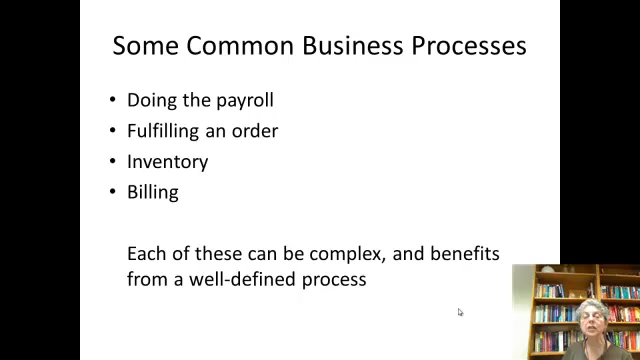 Some Common Business Processes
• Doing the payroll
• Fulfilling an order
• Inventory
• Billing
Each of these can be complex, and benefits
from a well-defined process